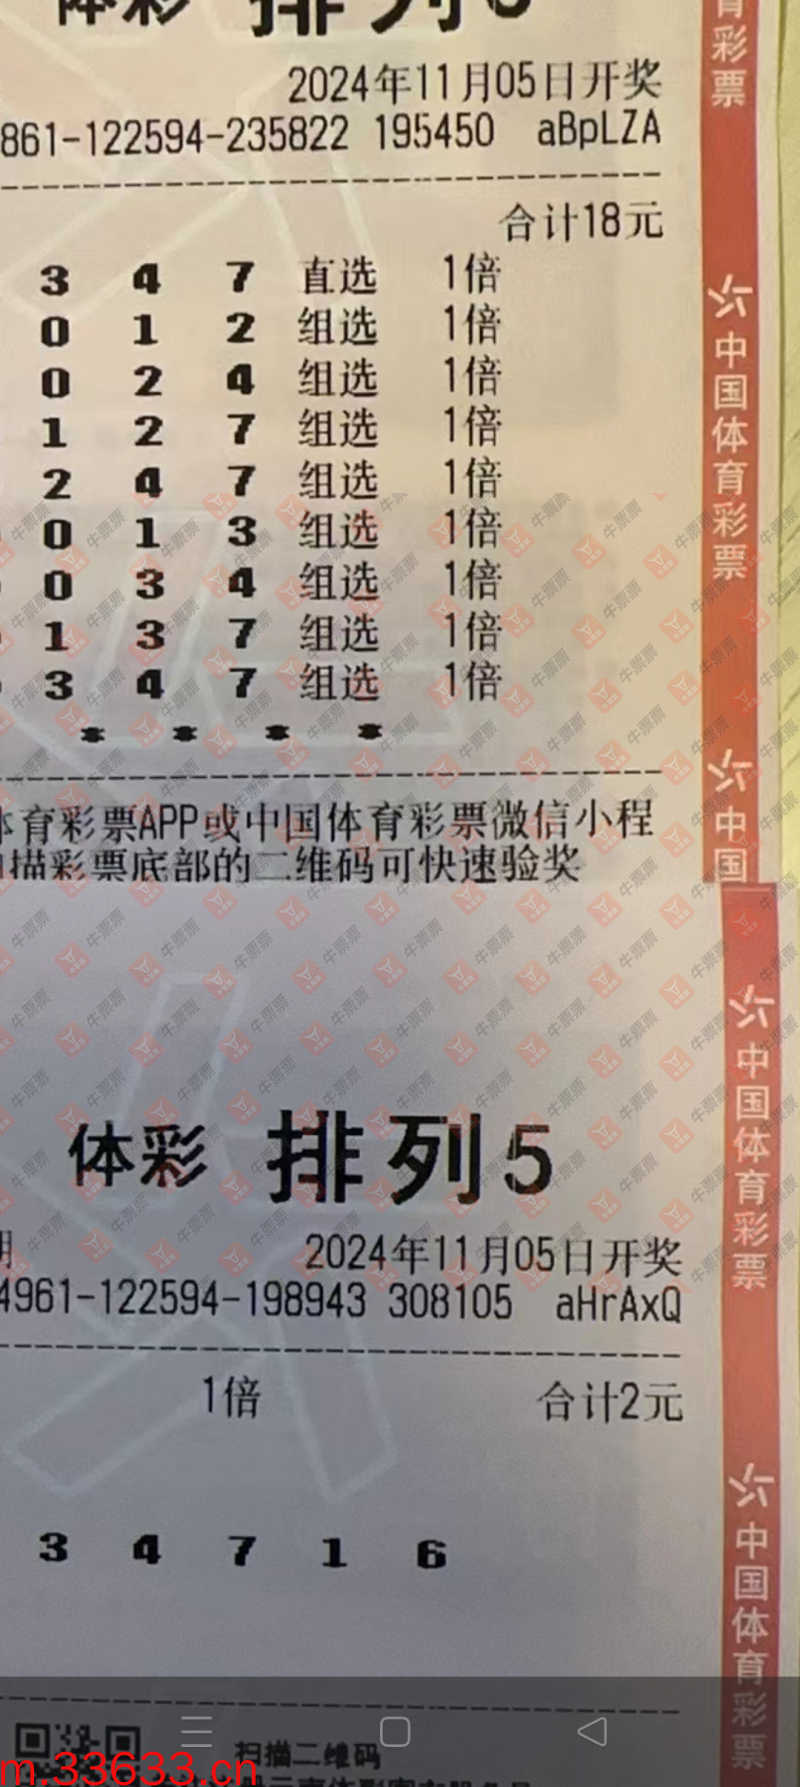 体彩 排列5
2024年11月05日开奖
861-122594-235822 195450 aBpLZA
合计18元
3 4 7 直选 1倍
0 1 2 组选 1倍
0 2 4 组选 1倍
1 2 7 组选 1倍
2 4 7 组选 1倍
0 1 3 组选 1倍
0 3 4 组选 1倍
1 3 7 组选 1倍
3 4 7 组选 1倍
* * * *
体育彩票APP或中国体育彩票微信小程
扫描彩票底部的二维码可快速验奖
育彩票
中国体育彩票
中国
体彩 排列5
期 2024年11月05日开奖
4961-122594-198943 308105 aHrAxQ
1倍 合计2元
3 4 7 1 6
中国体育彩票
中国体育彩票
扫描二维码
m.33633.cn
牛票票